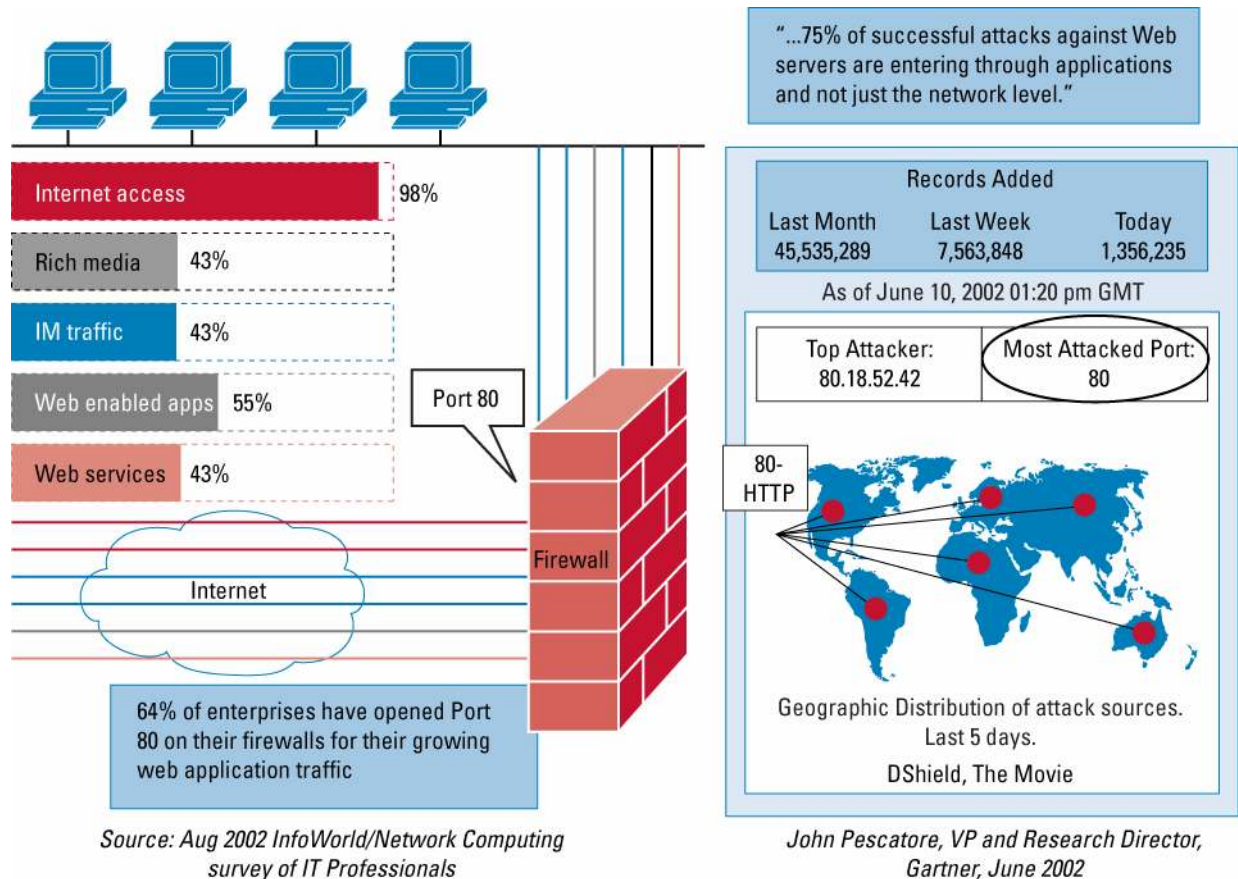 "...75% of successful attacks against Web
servers are entering through applications
and not just the network level."
Internet access
98%
Rich media
43%
IM traffic
43%
Web enabled apps
55%
Web services
43%
Port 80
Firewall
Internet
64% of enterprises have opened Port
80 on their firewalls for their growing
web application traffic
Source: Aug 2002 InfoWorld/Network Computing
survey of IT Professionals
Records Added
Last Month Last Week Today
45,535,289 7,563,848 1,356,235
As of June 10, 2002 01:20 pm GMT
Top Attacker:
80.18.52.42
Most Attacked Port:
80
80-
HTTP
Geographic Distribution of attack sources.
Last 5 days.
DShield, The Movie
John Pescatore, VP and Research Director,
Gartner, June 2002